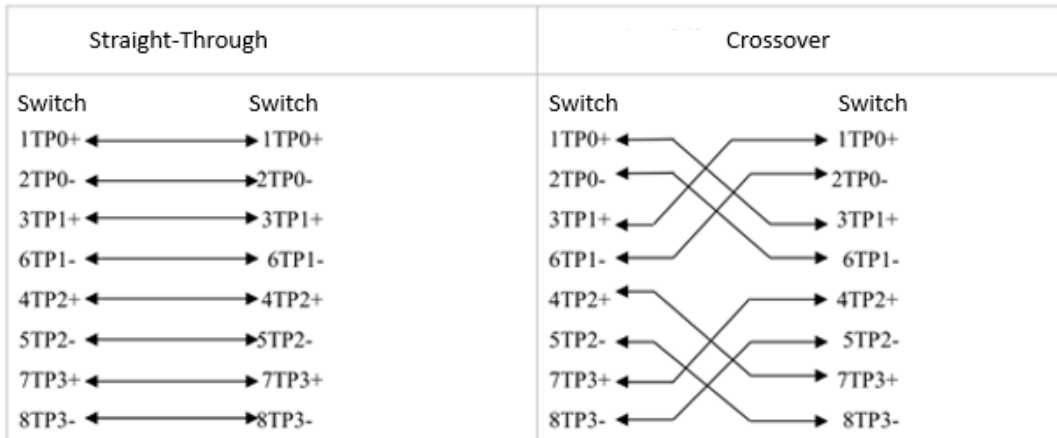 Straight-Through Crossover
Switch Switch Switch Switch
1TP0+ 1TP0+ 1TP0+ 1TP0+
2TP0- 2TP0- 2TP0- 2TP0-
3TP1+ 3TP1+ 3TP1+ 3TP1+
6TP1- 6TP1- 6TP1- 6TP1-
4TP2+ 4TP2+ 4TP2+ 4TP2+
5TP2- 5TP2- 5TP2- 5TP2-
7TP3+ 7TP3+ 7TP3+ 7TP3+
8TP3- 8TP3- 8TP3- 8TP3-